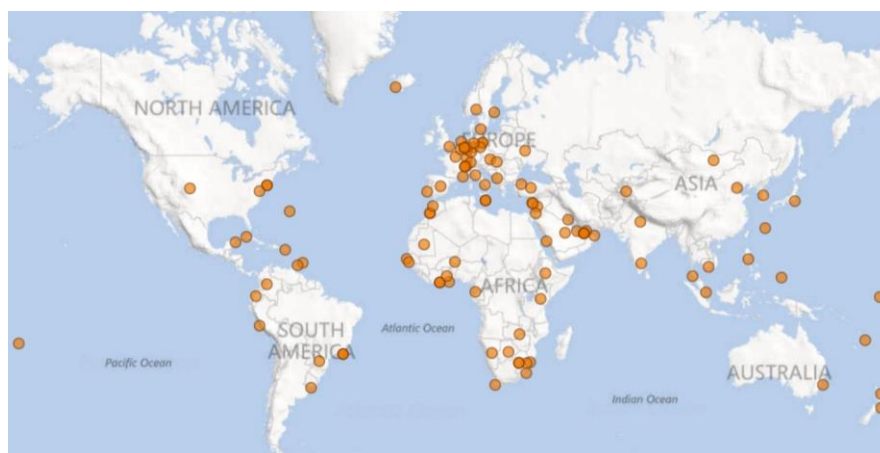 NORTH AMERICA
EUROPE
ASIA
AFRICA
Atlantic Ocean
SOUTH
AMERICA
Pacific Ocean
AUSTRALIA
Indian Ocean